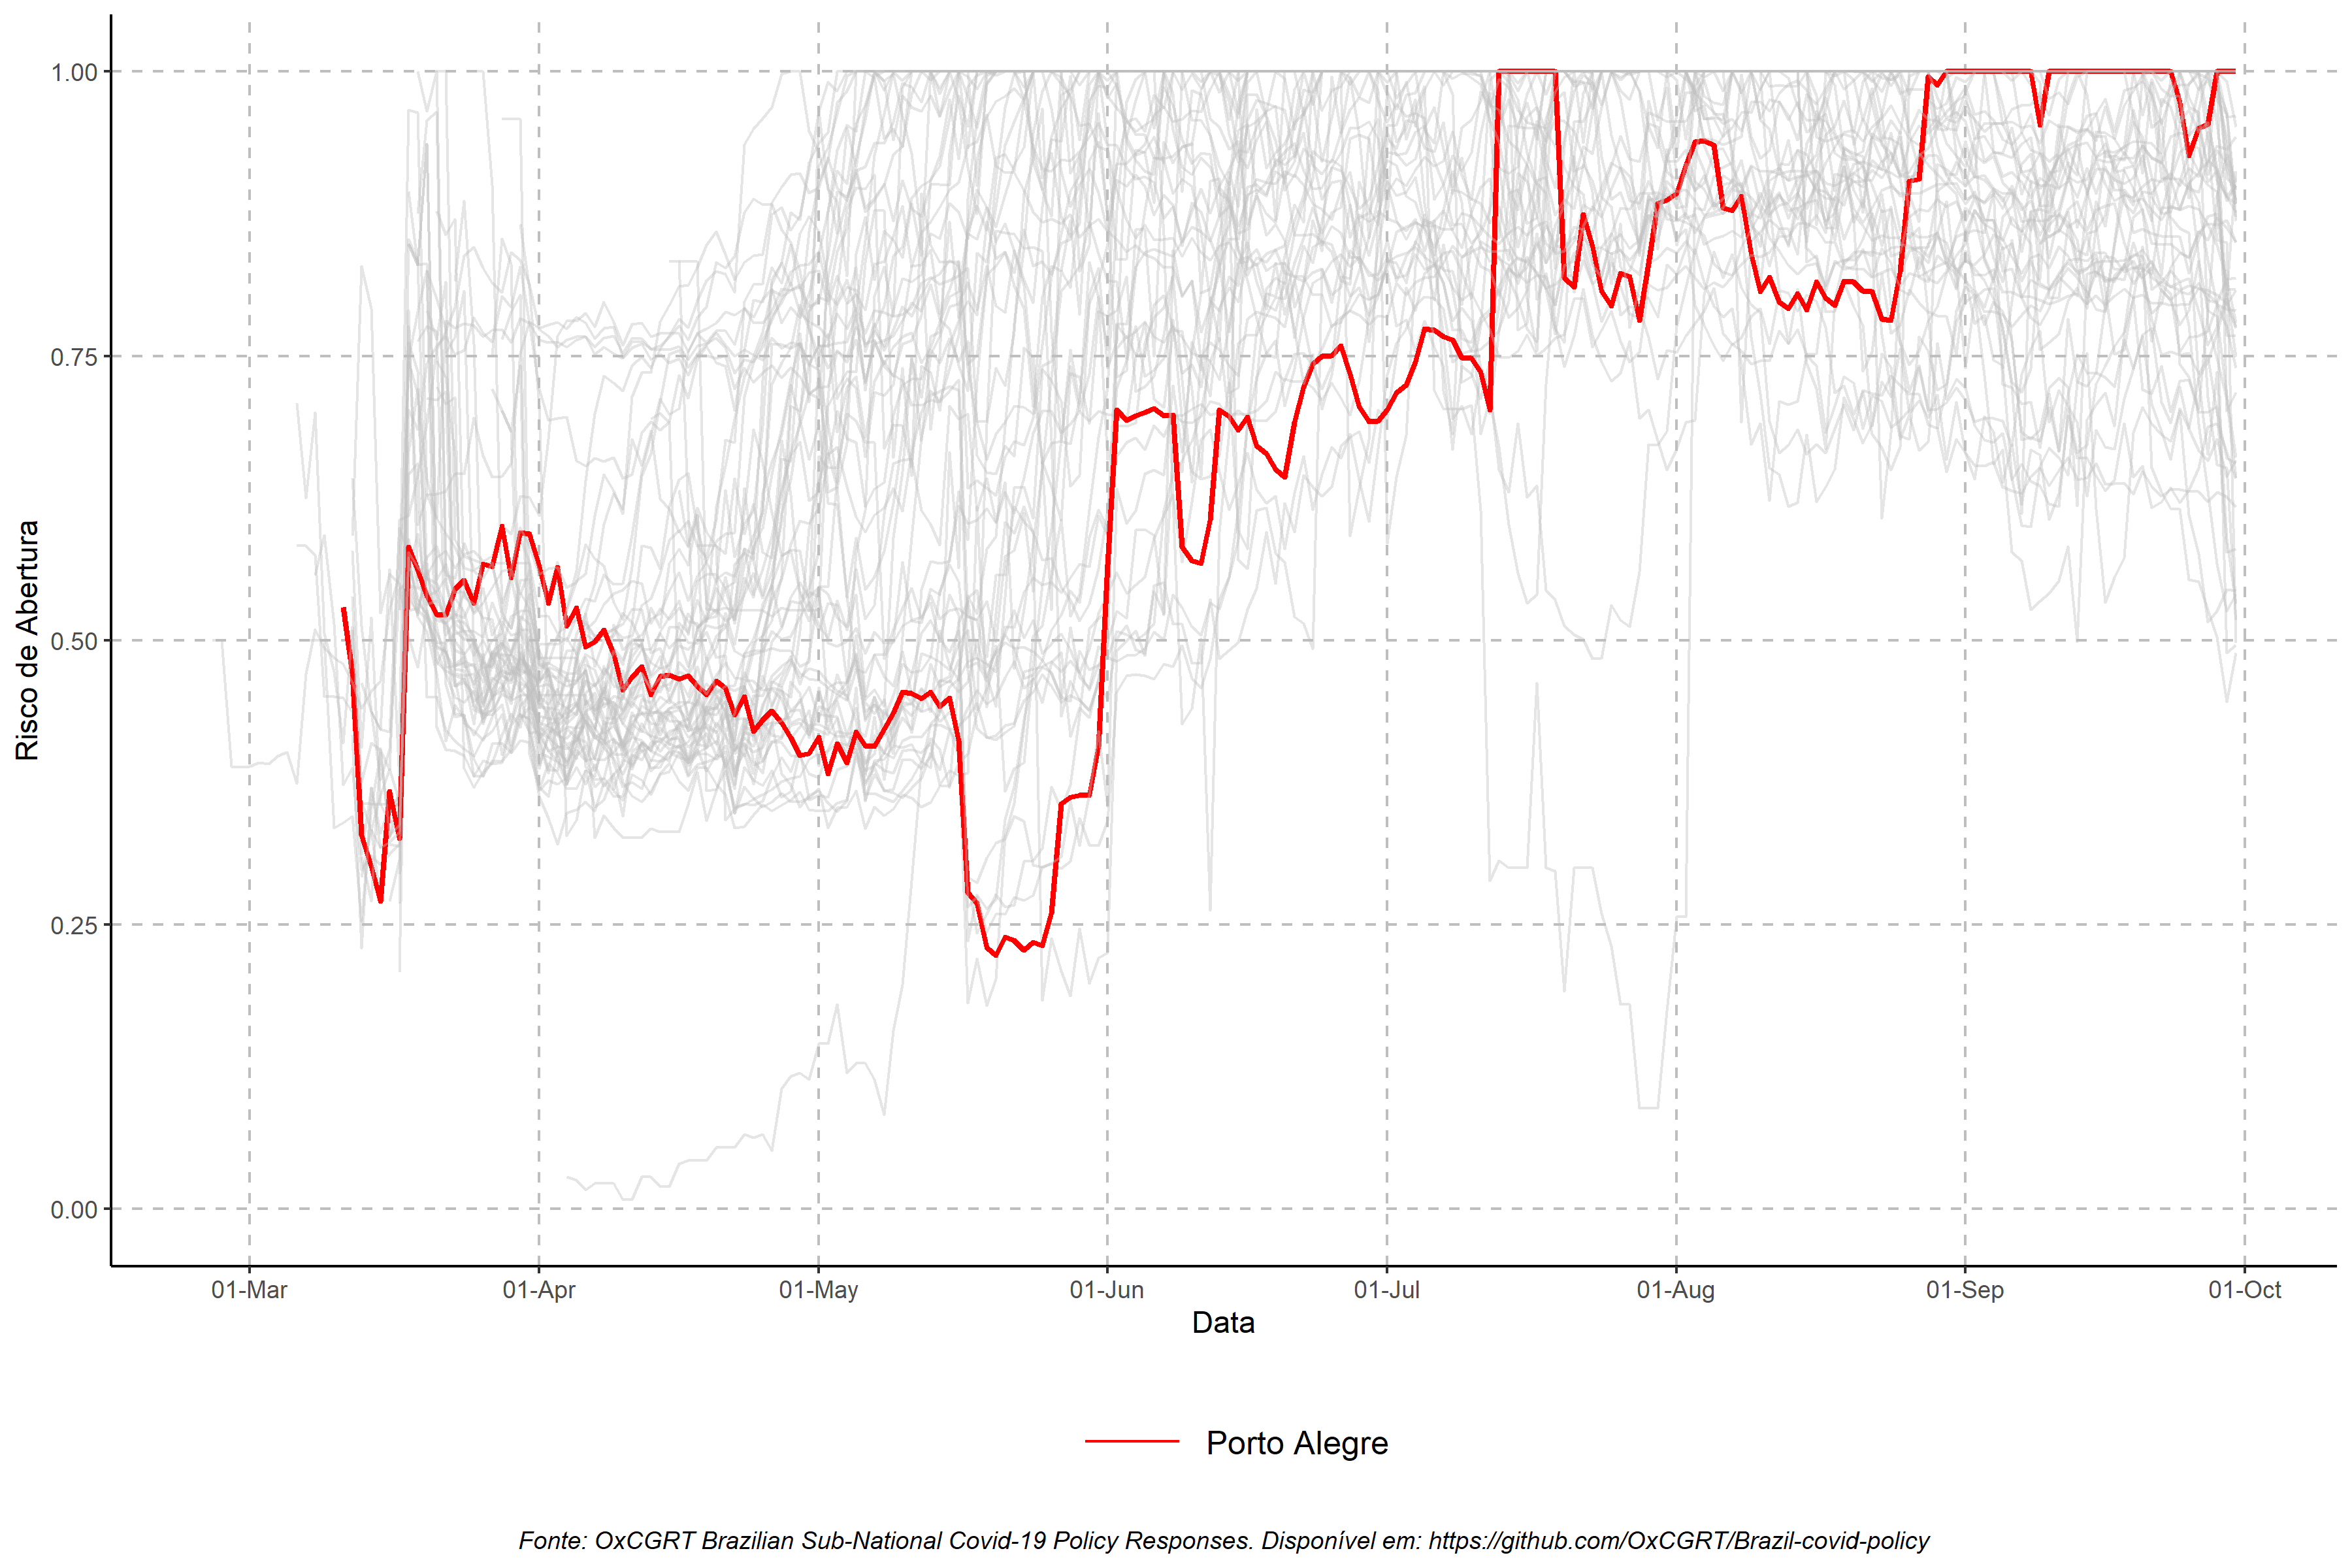 1.00
0.75
0.50
0.25
0.00
Risco de Abertura
01-Mar 01-Apr 01-May 01-Jun 01-Jul 01-Aug 01-Sep 01-Oct
Data
Porto Alegre
Fonte: OxCGRT Brazilian Sub-National Covid-19 Policy Responses. Disponível em: https://github.com/OxCGRT/Brazil-covid-policy